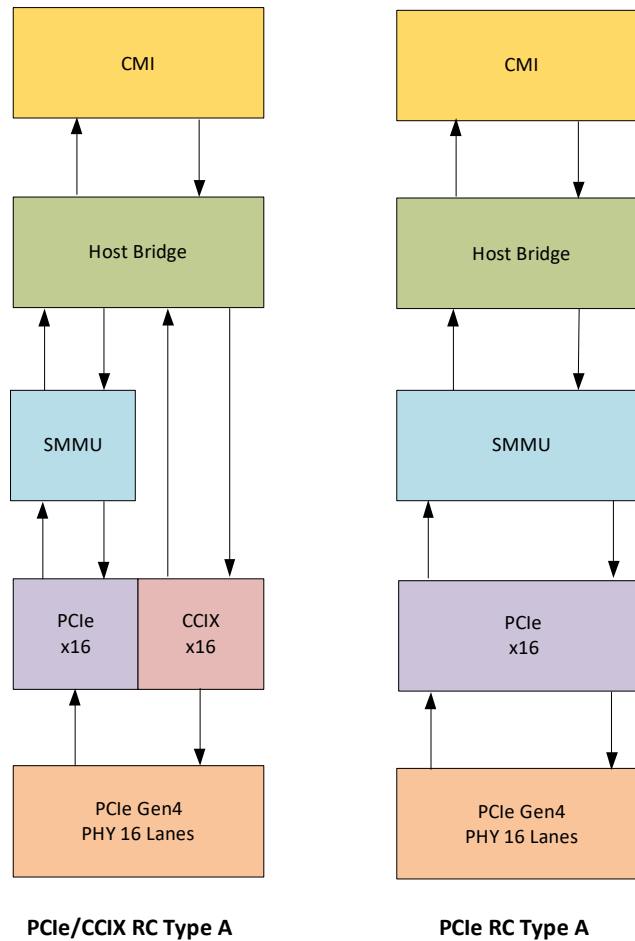 CMI
Host Bridge
SMMU
PCIe
x16
CCIX
x16
PCIe Gen4
PHY 16 Lanes
PCIe/CCIX RC Type A
CMI
Host Bridge
SMMU
PCIe
x16
PCIe Gen4
PHY 16 Lanes
PCIe RC Type A